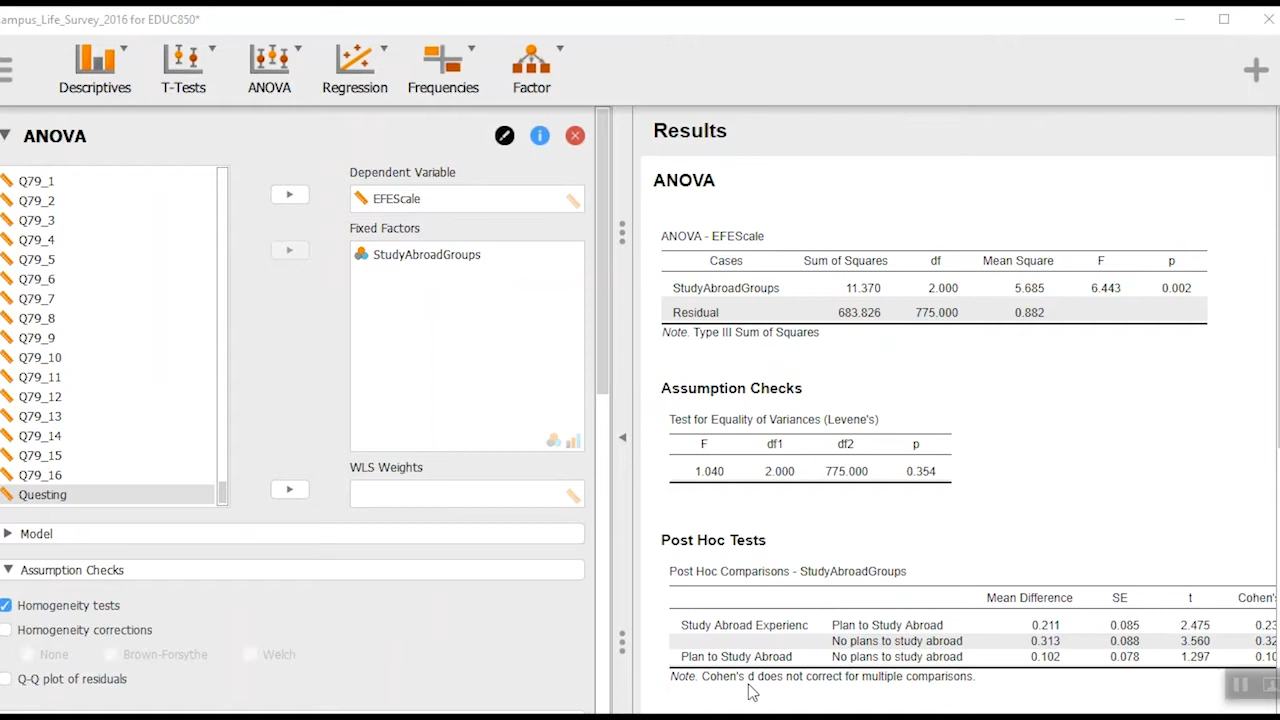 ampus_Life_Survey_2016 for EDUC850*
Descriptives T-Tests ANOVA Regression Frequencies Factor
ANOVA
Q79_1
Q79_2
Q79_3
Q79_4
Q79_5
Q79_6
Q79_7
Q79_8
Q79_9
Q79_10
Q79_11
Q79_12
Q79_13
Q79_14
Q79_15
Q79_16
Questing
Dependent Variable
EFEScale
Fixed Factors
StudyAbroadGroups
WLS Weights
Model
Assumption Checks
Homogeneity tests
Homogeneity corrections
None Brown-Forsythe Welch
Q-Q plot of residuals
Results
ANOVA
ANOVA - EFEScale
Cases Sum of Squares df Mean Square F p
StudyAbroadGroups 11.370 2.000 5.685 6.443 0.002
Residual 683.826 775.000 0.882
Note. Type III Sum of Squares
Assumption Checks
Test for Equality of Variances (Levene's)
F df1 df2 p
1.040 2.000 775.000 0.354
Post Hoc Tests
Post Hoc Comparisons - StudyAbroadGroups
Mean Difference SE t Cohen's
Study Abroad Experienc Plan to Study Abroad 0.211 0.085 2.475 0.23
No plans to study abroad 0.313 0.088 3.560 0.32
Plan to Study Abroad No plans to study abroad 0.102 0.078 1.297 0.10
Note. Cohen's d does not correct for multiple comparisons.